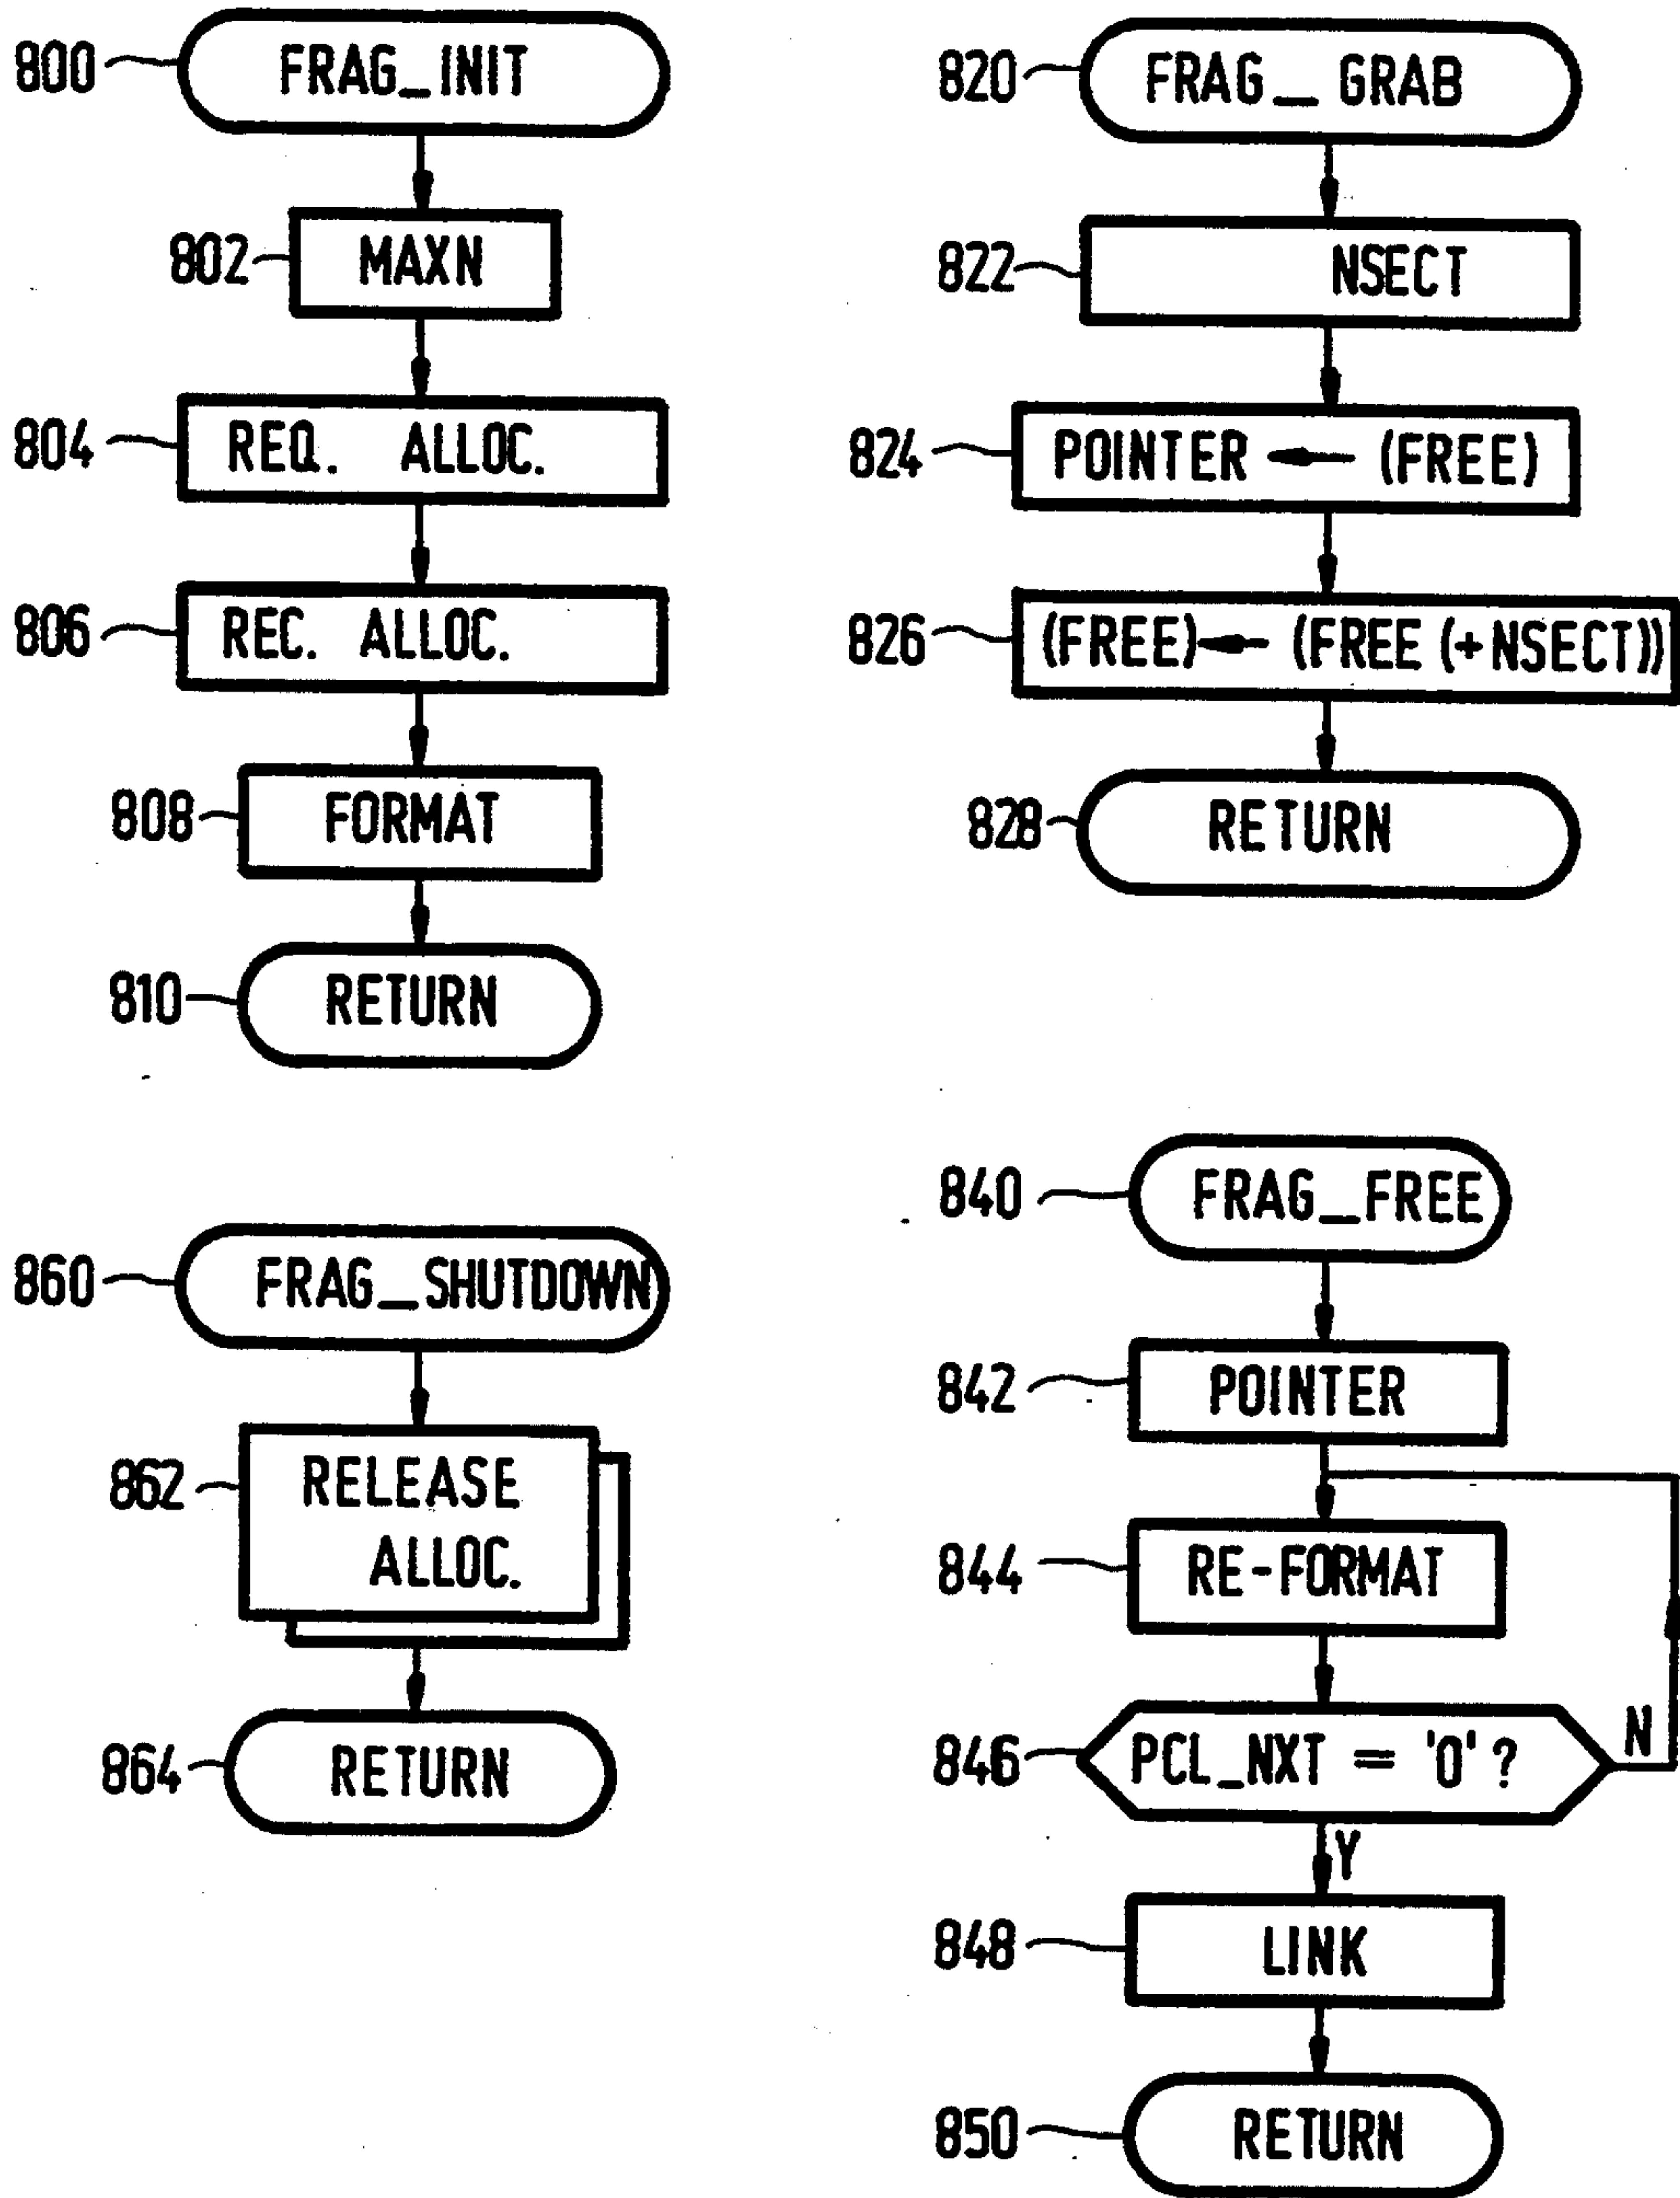 800 FRAG_INIT
802 MAXN
804 REQ. ALLOC.
806 REC. ALLOC.
808 FORMAT
810 RETURN
820 FRAG_ GRAB
822 NSECT
824 POINTER ← (FREE)
826 (FREE) ← (FREE (+NSECT))
828 RETURN
860 FRAG_SHUTDOWN
862 RELEASE
ALLOC.
864 RETURN
840 FRAG_FREE
842 POINTER
844 RE-FORMAT
846 PCL_NXT = '0' ? N
Y
848 LINK
850 RETURN